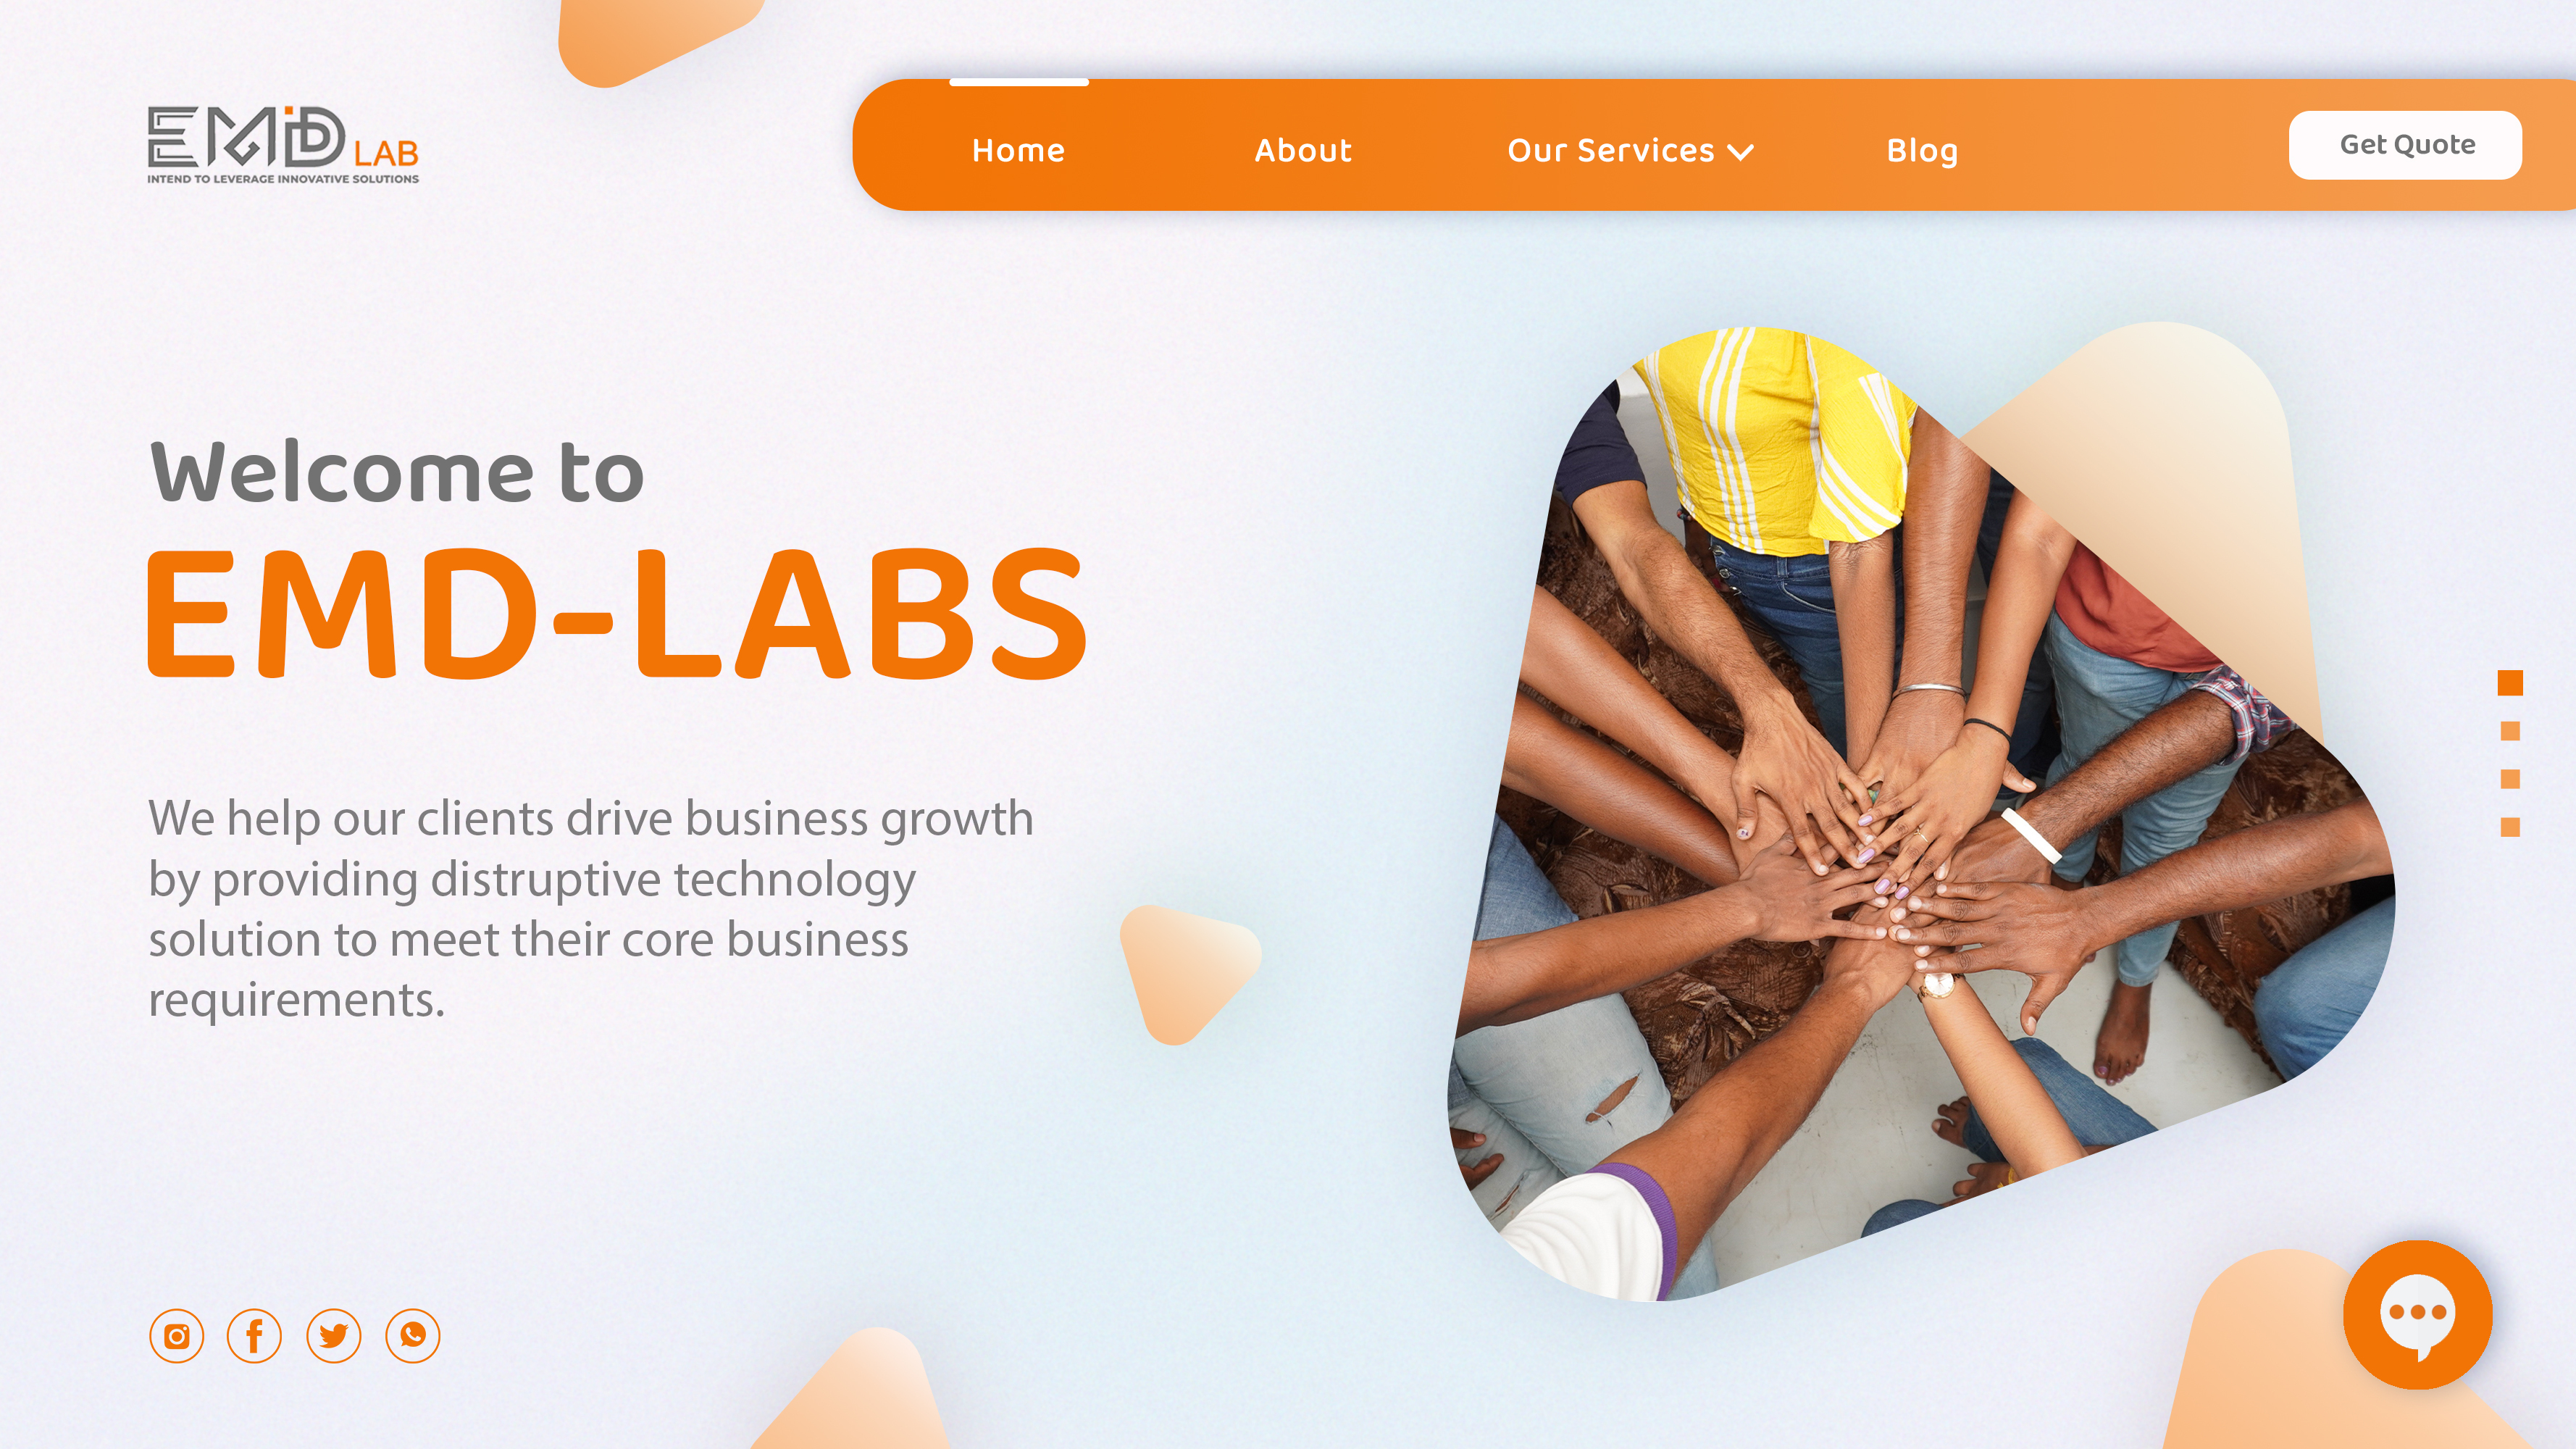 EMD LAB
INTEND TO LEVERAGE INNOVATIVE SOLUTIONS
Home About Our Services Blog Get Quote
Welcome to
EMD-LABS
We help our clients drive business growth
by providing distruptive technology
solution to meet their core business
requirements.